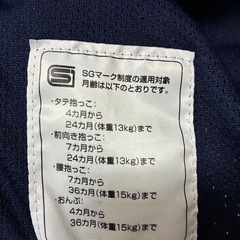 SG
SGマーク制度の適用対象
月齢は以下のとおりです。
・タテ抱っこ:
4カ月から
24カ月(体重13kg)まで
・前向き抱っこ:
7カ月から
24カ月(体重13kg)まで
・腰抱っこ:
7カ月から
36カ月(体重15kg)まで
・おんぶ:
4カ月から
36カ月(体重15kg)まで